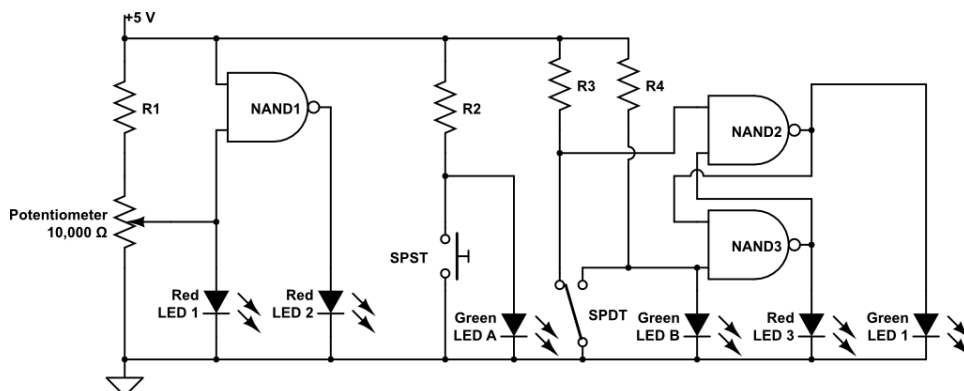 +5 V
R1
NAND1
R2
R3
R4
NAND2
Potentiometer
10,000 Ω
SPST
NAND3
Red
LED 1
Red
LED 2
Green
LED A
SPDT
Green
LED B
Red
LED 3
Green
LED 1